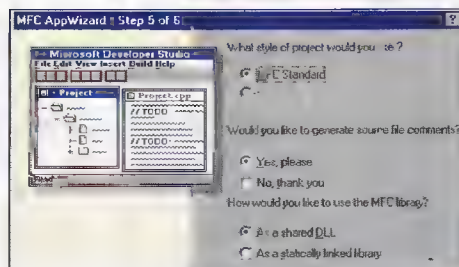 MFC AppWizard - Step 5 of 6
Microsoft Developer Studio
File Edit View Insert Build Help
Project
Project.cpp
//TODO
//TODO
What style of project would you ?
MFC Standard
Would you like to generate source file comments?
Yes, please
No, thank you
How would you like to use the MFC library?
As a shared DLL
As a statically linked library